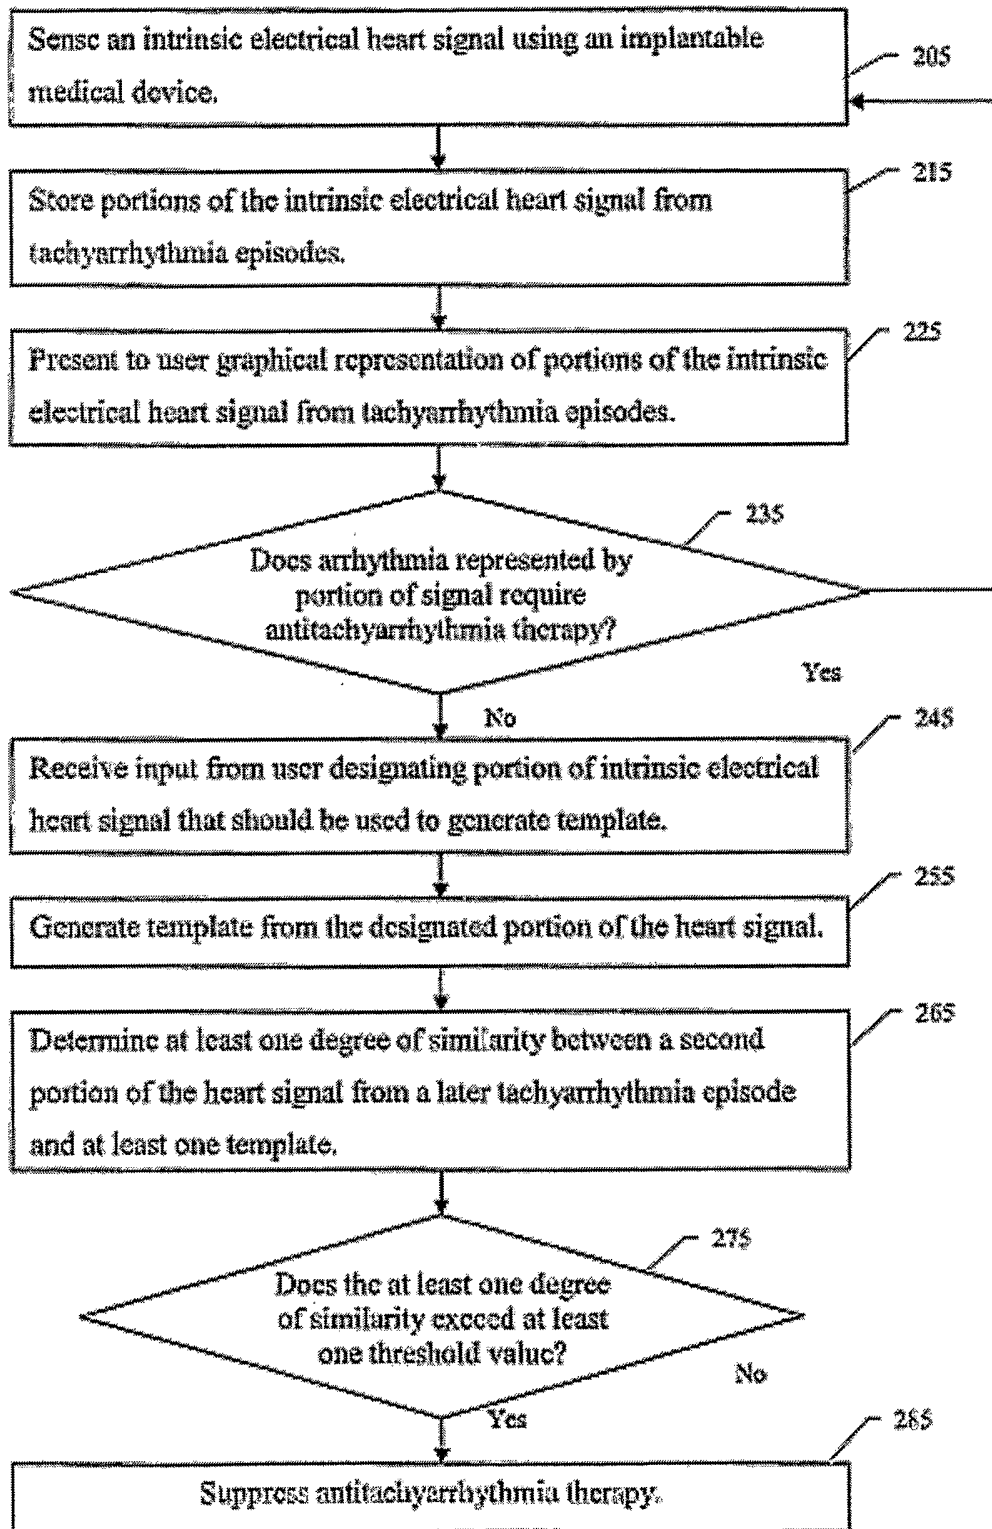 Sense an intrinsic electrical heart signal using an implantable
medical device.
205
Store portions of the intrinsic electrical heart signal from
tachyarrhythmia episodes.
215
Present to user graphical representation of portions of the intrinsic
electrical heart signal from tachyarrhythmia episodes.
225
Does arrhythmia represented by
portion of signal require
antitachyarrhythmia therapy?
235
Yes
No
Receive input from user designating portion of intrinsic electrical
heart signal that should be used to generate template.
245
Generate template from the designated portion of the heart signal.
255
Determine at least one degree of similarity between a second
portion of the heart signal from a later tachyarrhythmia episode
and at least one template.
265
Does the at least one degree
of similarity exceed at least
one threshold value?
275
No
Yes
Suppress antitachyarrhythmia therapy.
285